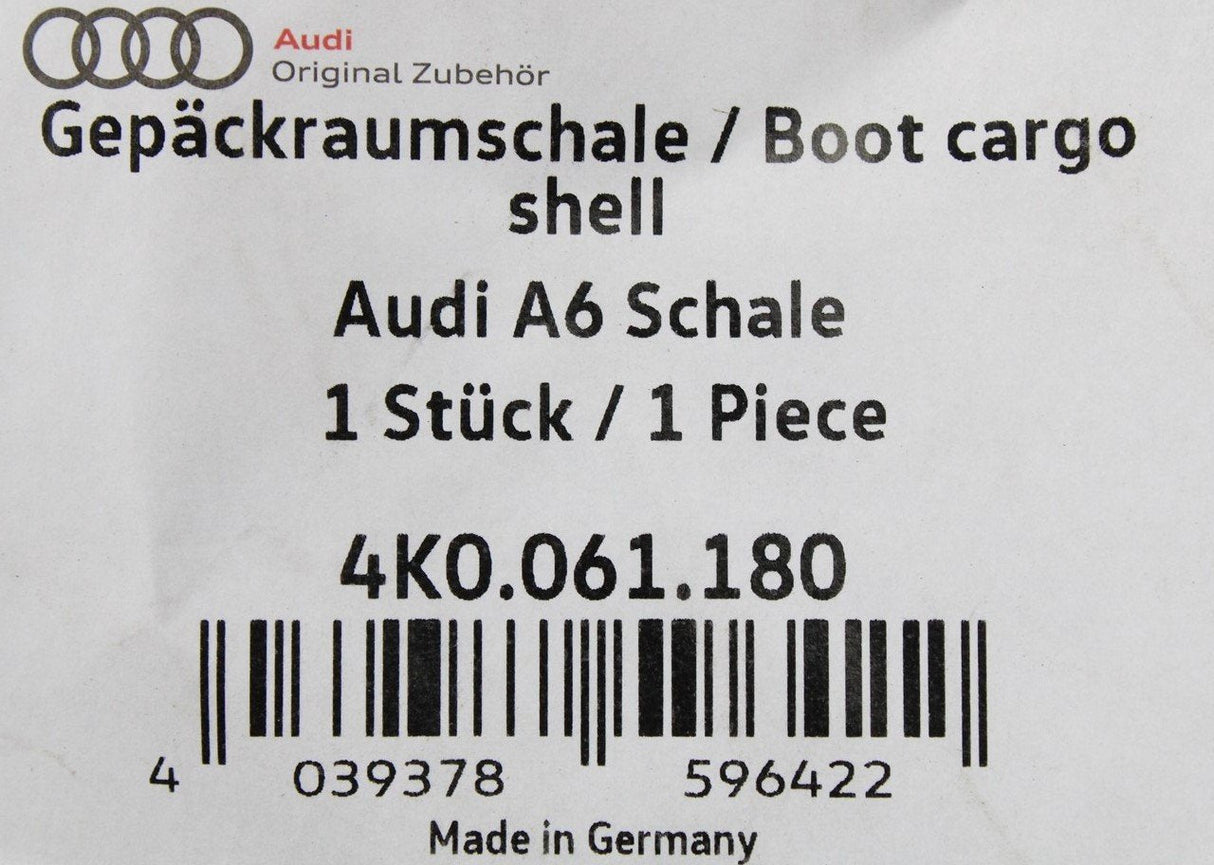 Audi
Original Zubehör
Gepäckraumschale / Boot cargo
shell
Audi A6 Schale
1 Stück / 1 Piece
4K0.061.180
4 039378 596422
Made in Germany